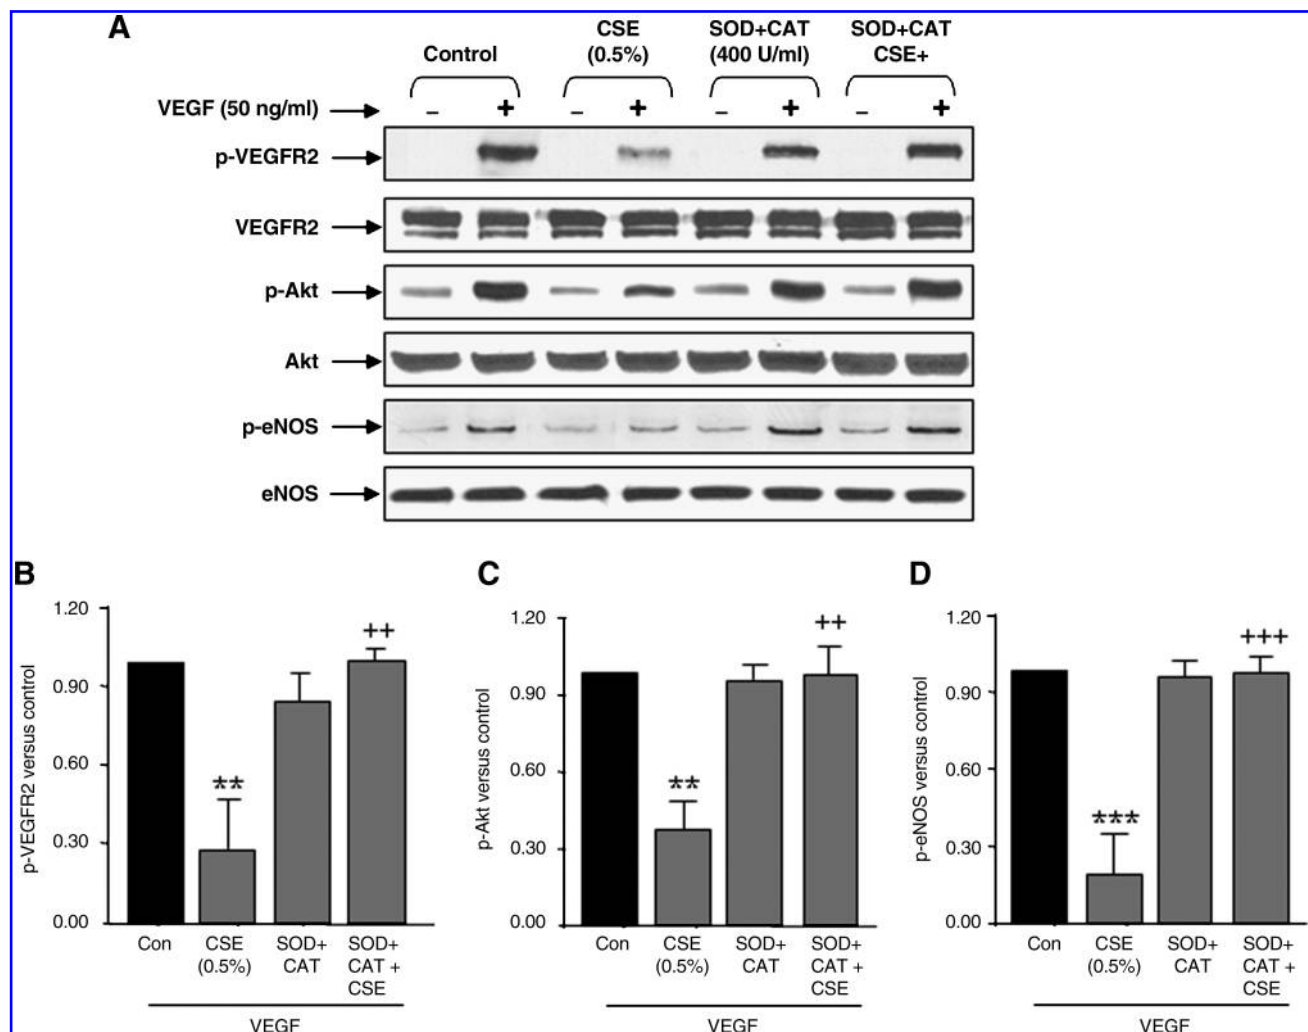 A
Control
CSE
(0.5%)
SOD+CAT
(400 U/ml)
SOD+CAT
CSE+
VEGF (50 ng/ml)
– + – + – + – +
p-VEGFR2
VEGFR2
p-Akt
Akt
p-eNOS
eNOS
B
p-VEGFR2 versus control
1.20
0.90
0.60
0.30
0.00
**
++
Con
CSE
(0.5%)
SOD+
CAT
SOD+
CAT +
CSE
VEGF
C
p-Akt versus control
1.20
0.90
0.60
0.30
0.00
**
++
Con
CSE
(0.5%)
SOD+
CAT
SOD+
CAT +
CSE
VEGF
D
p-eNOS versus control
1.20
0.90
0.60
0.30
0.00
***
+++
Con
CSE
(0.5%)
SOD+
CAT
SOD+
CAT +
CSE
VEGF